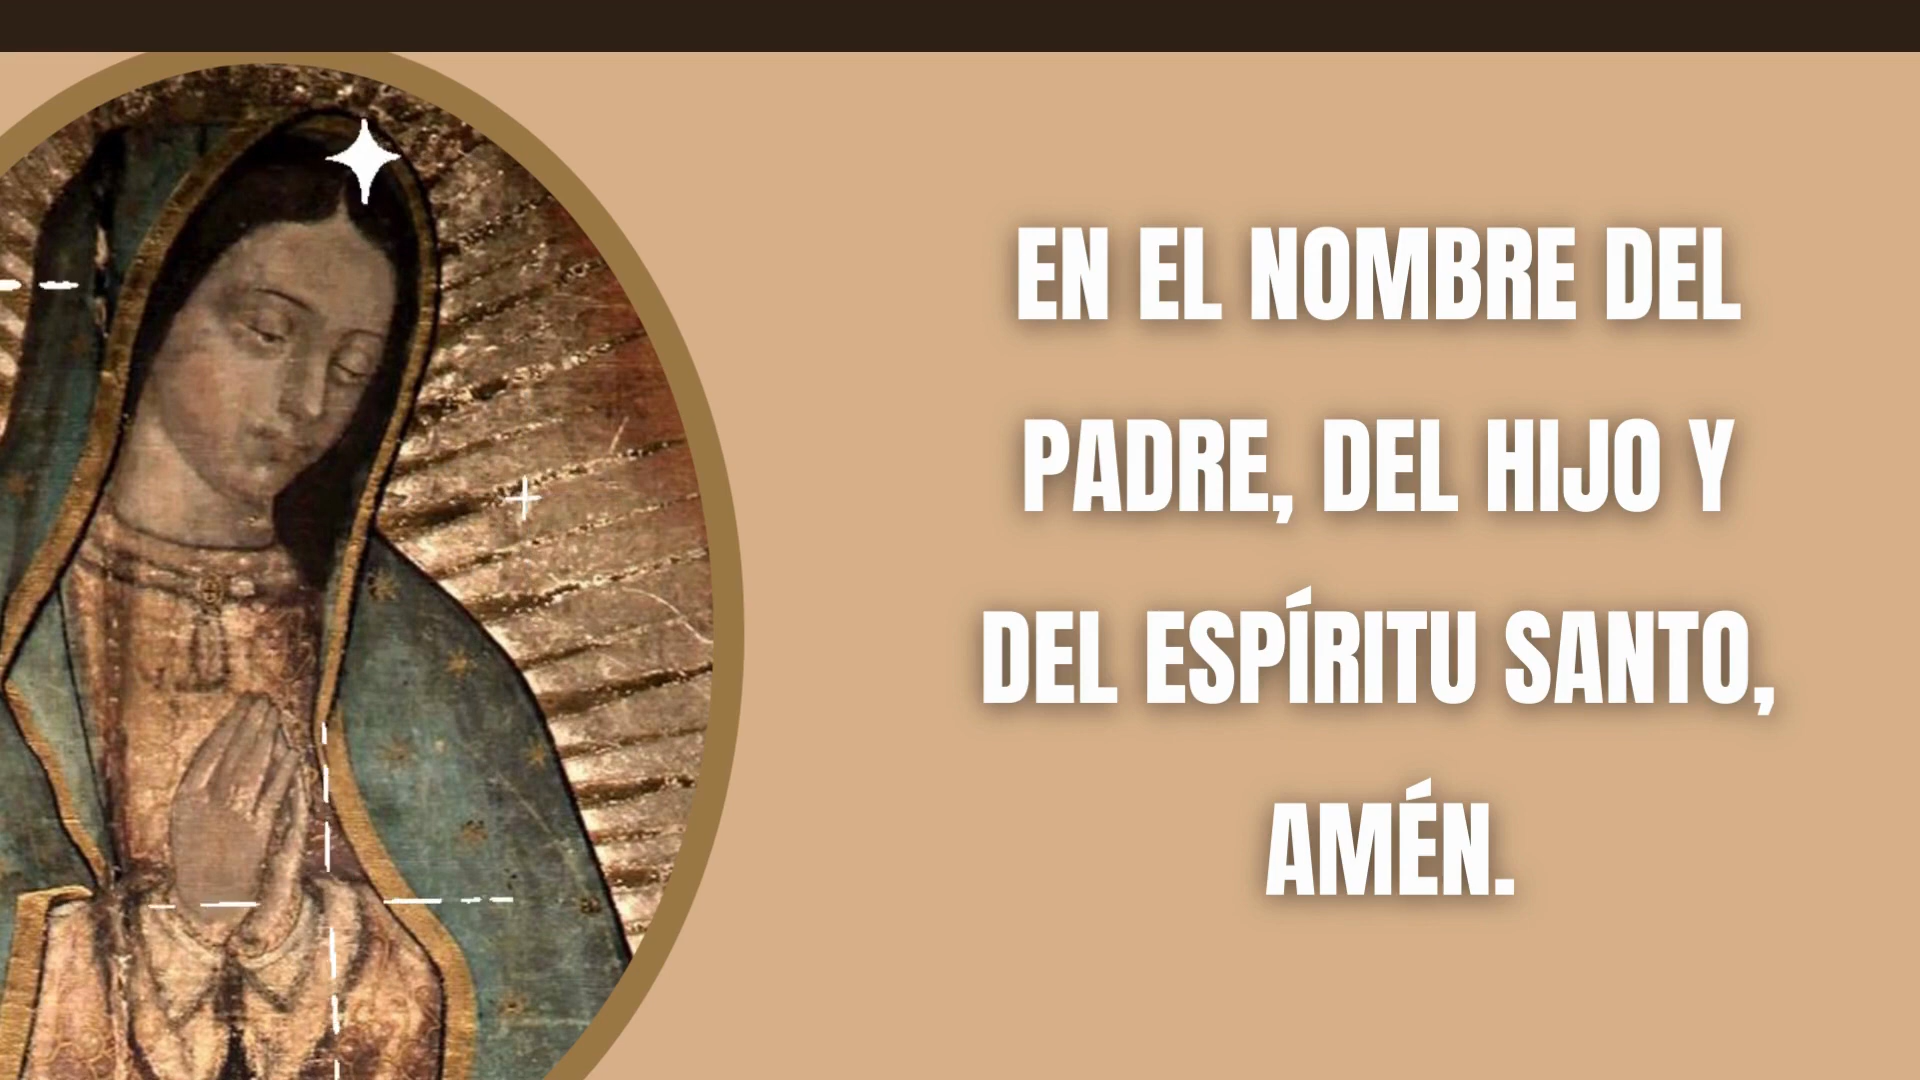 EN EL NOMBRE DEL
PADRE, DEL HIJO Y
DEL ESPÍRITU SANTO,
AMÉN.